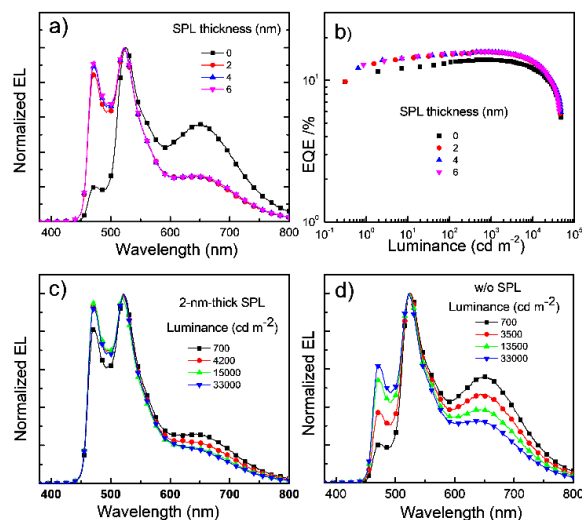 a)
SPL thickness (nm)
0
2
4
6
Normalized EL
400 500 600 700 800
Wavelength (nm)
b)
EQE /%
10¹
10⁰
SPL thickness (nm)
0
2
4
6
10⁻¹ 10⁰ 10¹ 10² 10³ 10⁴ 10⁵
Luminance (cd m⁻²)
c)
2-nm-thick SPL
Luminance (cd m⁻²)
700
4200
15000
33000
Normalized EL
400 500 600 700 800
Wavelength (nm)
d)
w/o SPL
Luminance (cd m⁻²)
700
3500
13500
33000
Normalized EL
400 500 600 700 800
Wavelength (nm)